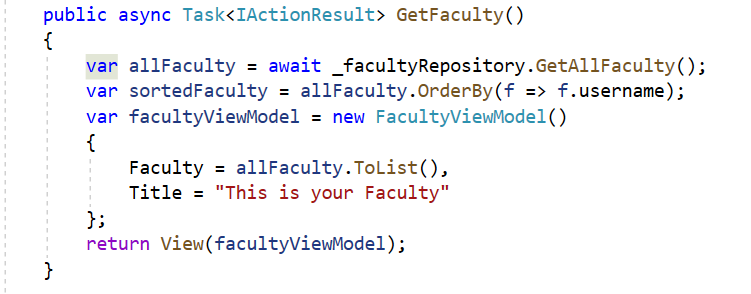 public async Task<IActionResult> GetFaculty()
{
var allFaculty = await _facultyRepository.GetAllFaculty();
var sortedFaculty = allFaculty.OrderBy(f => f.username);
var facultyViewModel = new FacultyViewModel()
{
Faculty = allFaculty.ToList(),
Title = "This is your Faculty"
};
return View(facultyViewModel);
}